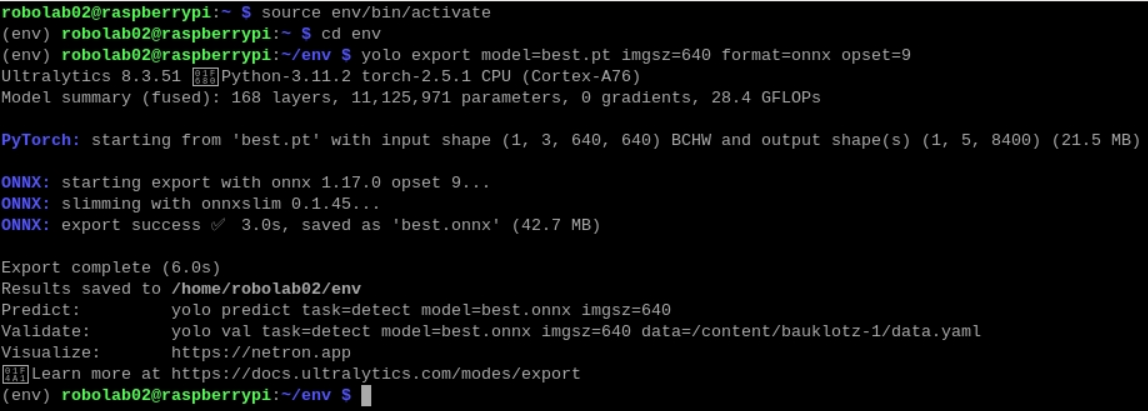 robolab02@raspberrypi:~ $ source env/bin/activate
(env) robolab02@raspberrypi:~ $ cd env
(env) robolab02@raspberrypi:~/env $ yolo export model=best.pt imgsz=640 format=onnx opset=9
Ultralytics 8.3.51 🚀Python-3.11.2 torch-2.5.1 CPU (Cortex-A76)
Model summary (fused): 168 layers, 11,125,971 parameters, 0 gradients, 28.4 GFLOPs

PyTorch: starting from 'best.pt' with input shape (1, 3, 640, 640) BCHW and output shape(s) (1, 5, 8400) (21.5 MB)

ONNX: starting export with onnx 1.17.0 opset 9...
ONNX: slimming with onnxslim 0.1.45...
ONNX: export success ✅ 3.0s, saved as 'best.onnx' (42.7 MB)

Export complete (6.0s)
Results saved to /home/robolab02/env
Predict:         yolo predict task=detect model=best.onnx imgsz=640
Validate:        yolo val task=detect model=best.onnx imgsz=640 data=/content/bauklotz-1/data.yaml
Visualize:       https://netron.app
💡Learn more at https://docs.ultralytics.com/modes/export
(env) robolab02@raspberrypi:~/env $